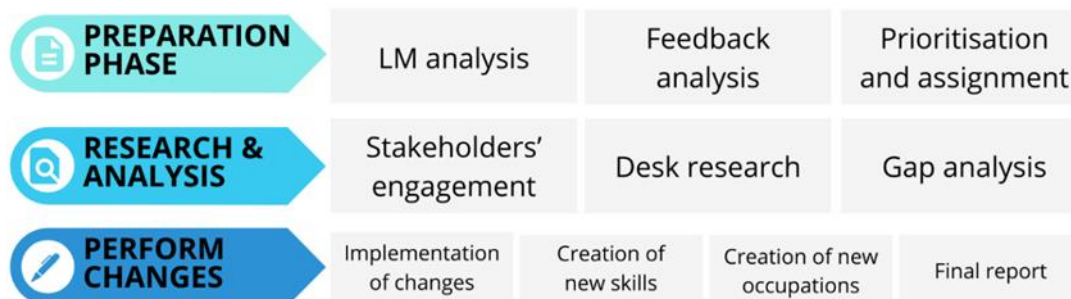 PREPARATION
PHASE
LM analysis
Feedback
analysis
Prioritisation
and assignment
RESEARCH &
ANALYSIS
Stakeholders’
engagement
Desk research
Gap analysis
PERFORM
CHANGES
Implementation
of changes
Creation of
new skills
Creation of new
occupations
Final report